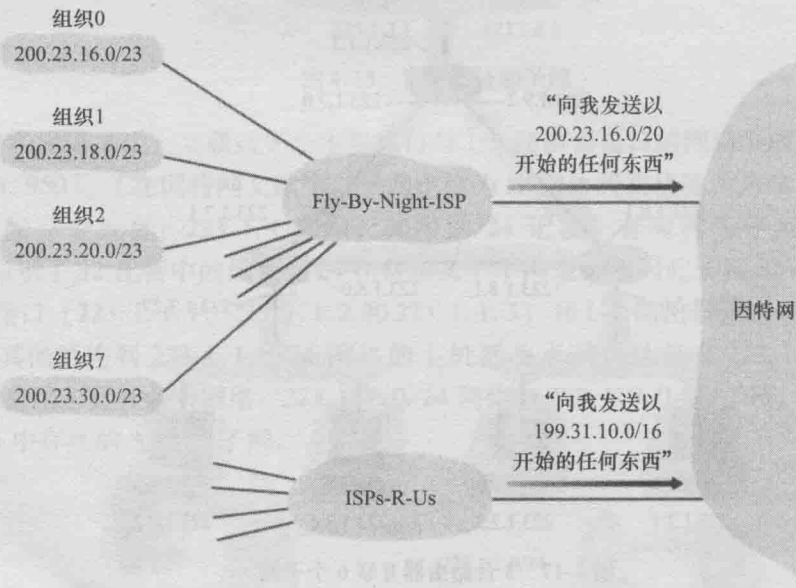 组织0
200.23.16.0/23
组织1
200.23.18.0/23
组织2
200.23.20.0/23
组织7
200.23.30.0/23
Fly-By-Night-ISP
“向我发送以
200.23.16.0/20
开始的任何东西”
因特网
“向我发送以
199.31.10.0/16
开始的任何东西”
ISPs-R-Us